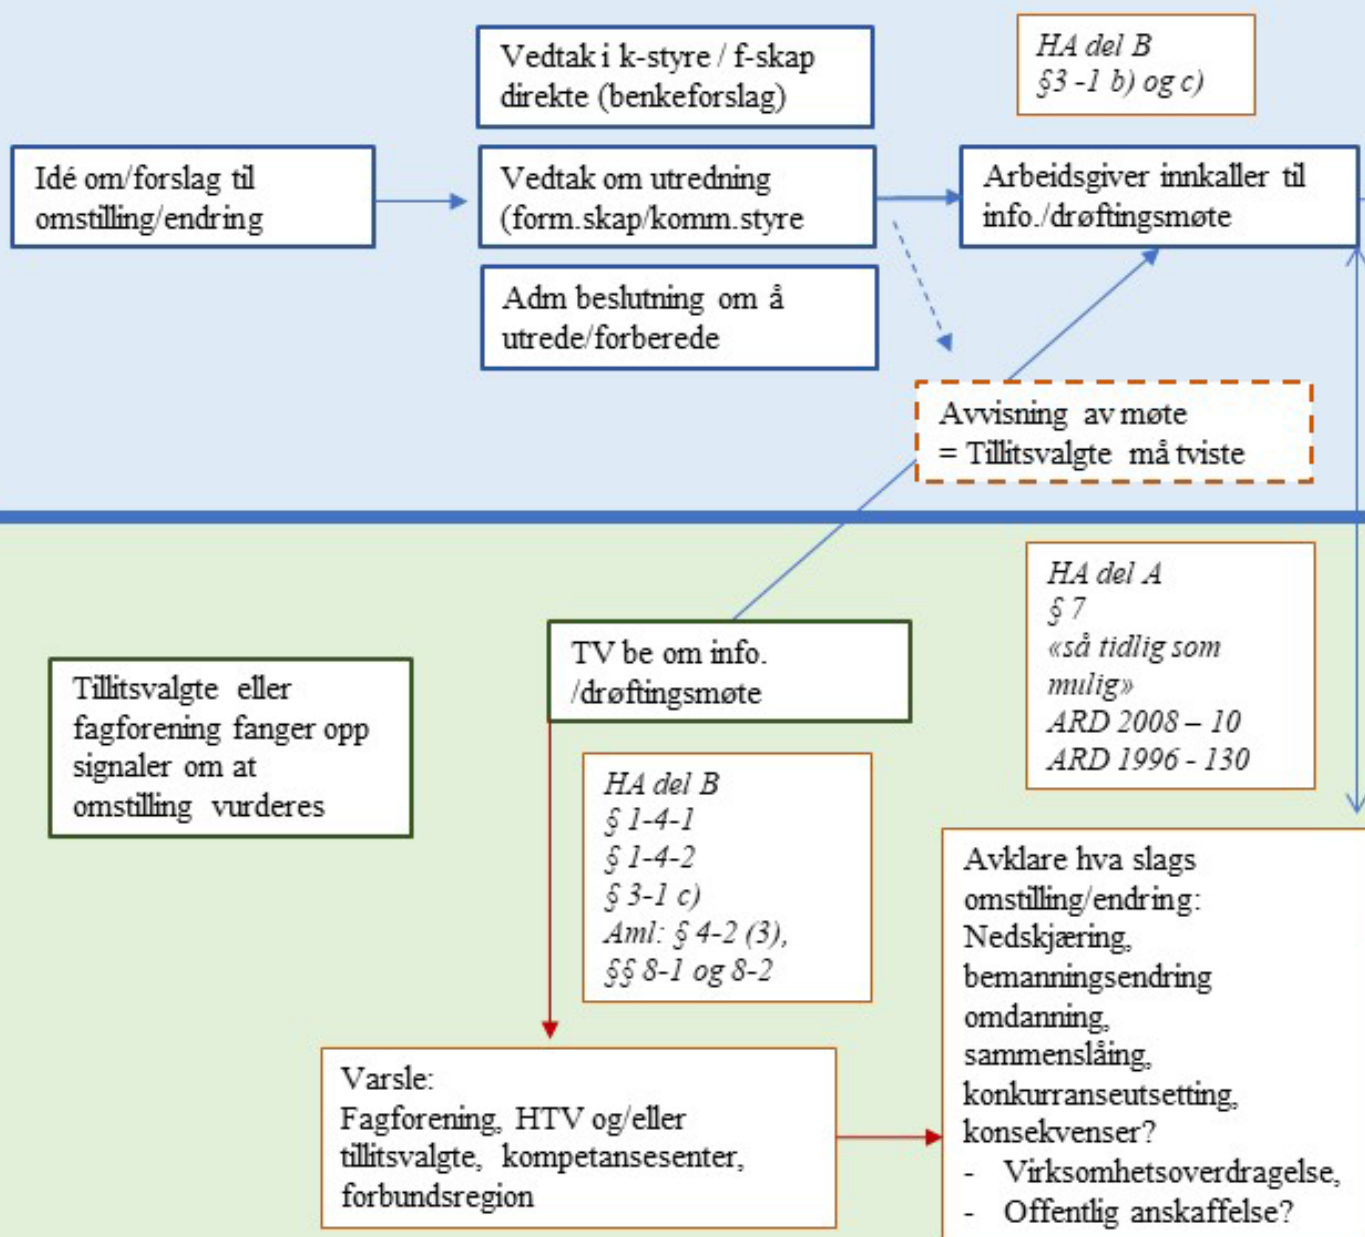 Vedtak i k-styre / f-skap
direkte (benkeforslag)
HA del B
§3 -1 b) og c)
Idé om/forslag til
omstilling/endring
Vedtak om utredning
(form.skap/komm.styre
Arbeidsgiver innkaller til
info./drøftingsmøte
Adm beslutning om å
utrede/forberede
Avvisning av møte
= Tillitsvalgte må tviste
HA del A
§ 7
«så tidlig som
mulig»
ARD 2008 – 10
ARD 1996 - 130
TV be om info.
/drøftingsmøte
Tillitsvalgte eller
fagforening fanger opp
signaler om at
omstilling vurderes
HA del B
§ 1-4-1
§ 1-4-2
§ 3-1 c)
Aml: § 4-2 (3),
§§ 8-1 og 8-2
Avklare hva slags
omstilling/endring:
Nedskjæring,
bemanningsendring
omdanning,
sammenslåing,
konkurranseutsetting,
konsekvenser?
- Virksomhetsoverdragelse,
- Offentlig anskaffelse?
Varsle:
Fagforening, HTV og/eller
tillitsvalgte, kompetansesenter,
forbundsregion